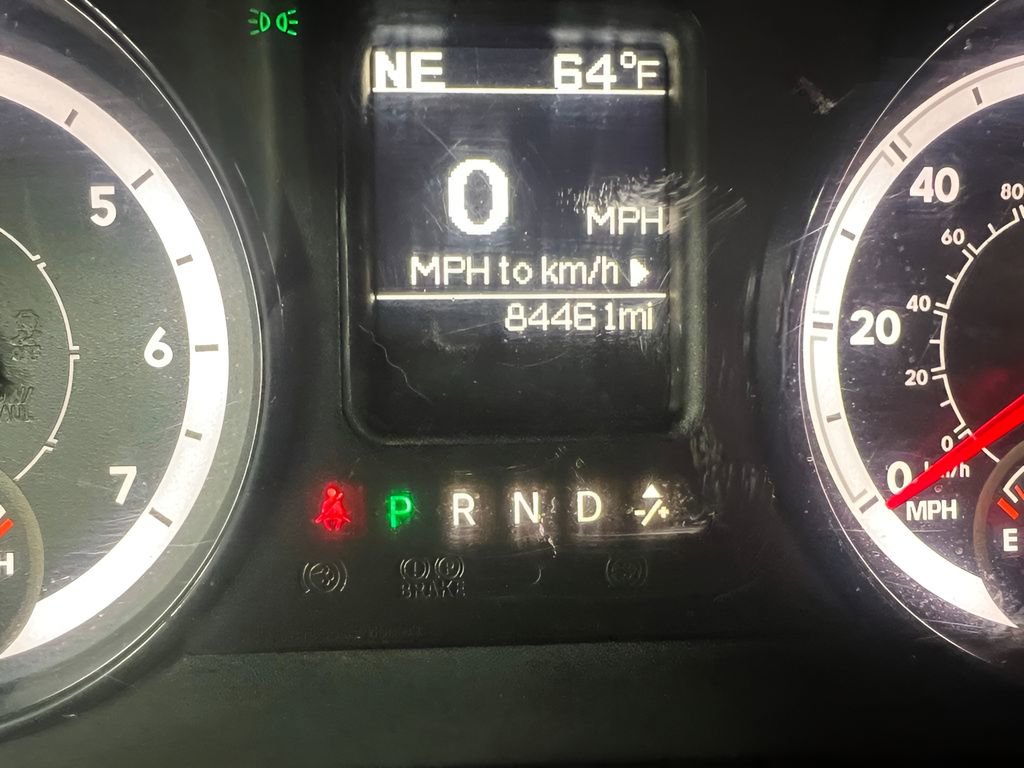 NE 64°F
0 MPH
MPH to km/h
84461mi
5
6
7
H
P R N D -/+
BRAKE
40
20
0
MPH
80
60
40
20
0
km/h
E